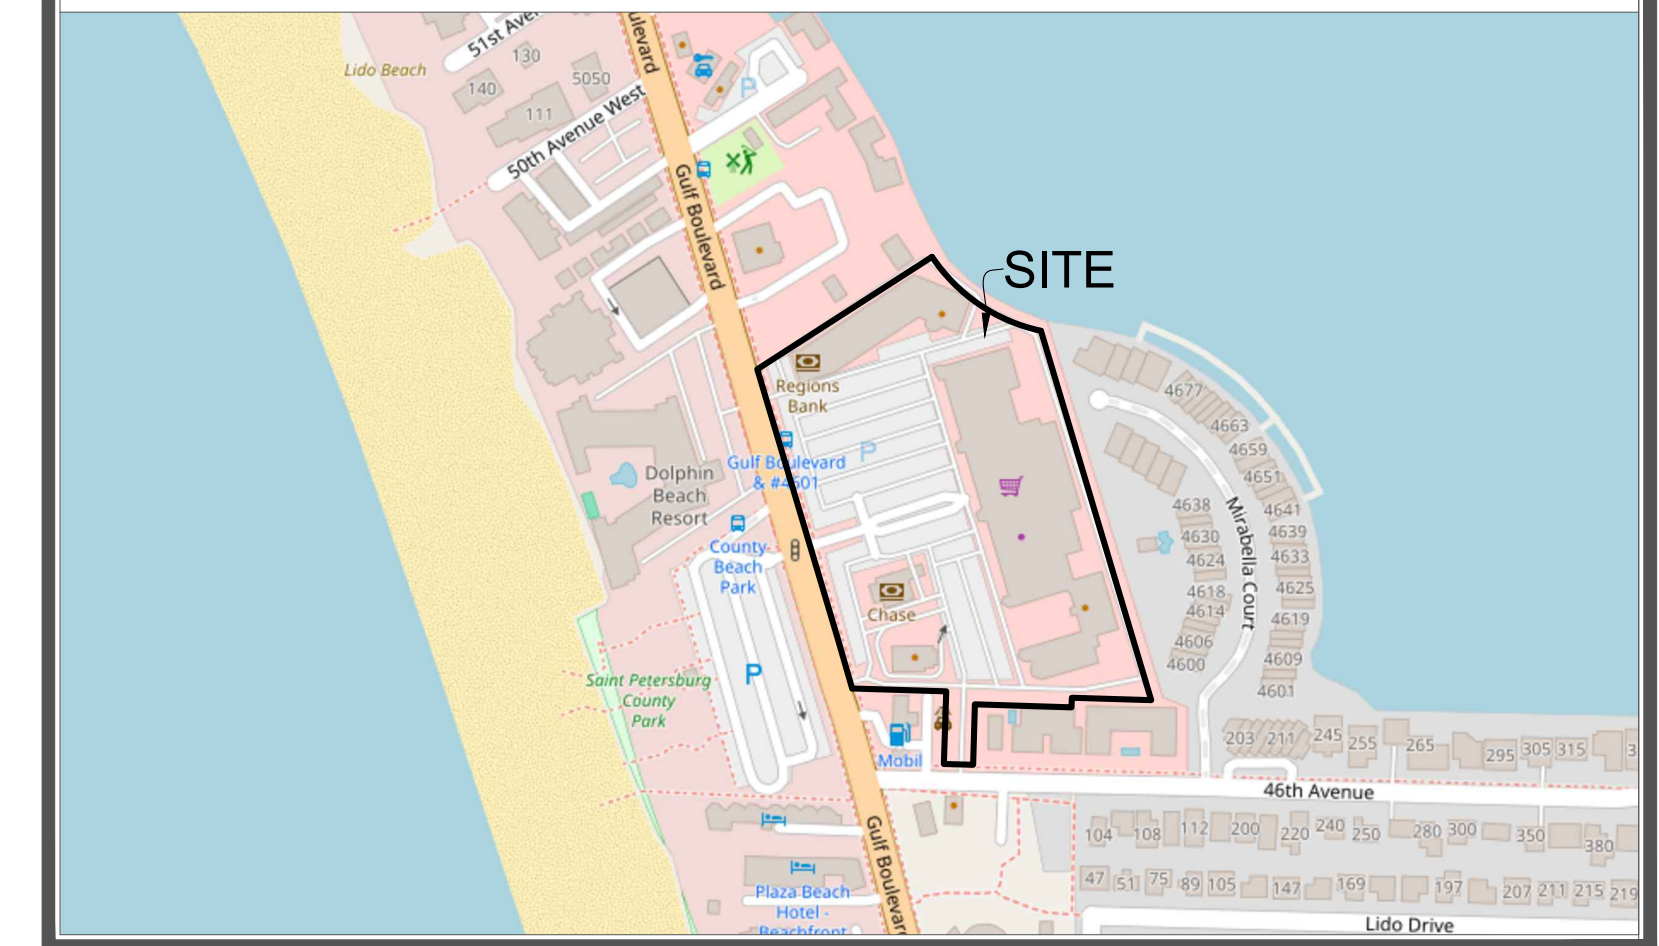 ulevard
51st Ave
Lido Beach
130
140
5050
111
P
50th Avenue West
Gulf Boulevard
SITE
Regions
Bank
P
Gulf Boulevard
& #4601
Dolphin
Beach
Resort
County
Beach
Park
Chase
P
Saint Petersburg
County
Park
Mobil
4677
4663
4659
4651
4641
4639
4633
4625
4619
4609
4601
4638
4630
4624
4618
4614
4606
4600
Mirabella Court
203
211
245
255
265
295
305
315
3
46th Avenue
104
108
112
200
220
240
250
280
300
350
380
47
51
75
89
105
147
169
197
207
211
215
219
Gulf Boulevar
Plaza Beach
Hotel -
Beachfront
Lido Drive